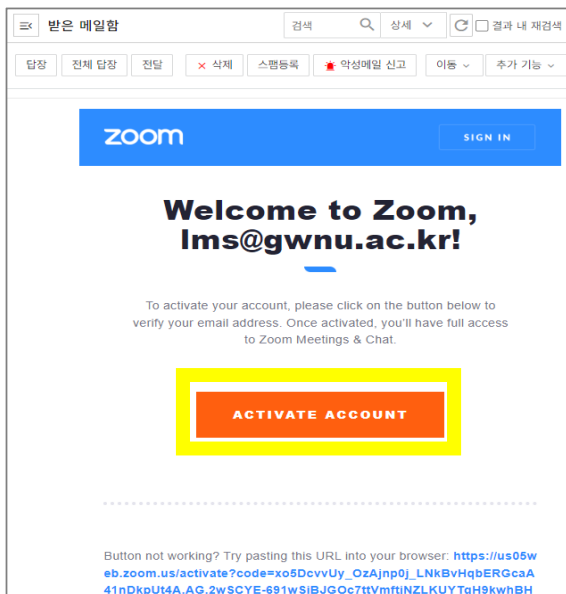 받은 메일함 검색 상세 결과 내 재검색
답장 전체 답장 전달 삭제 스팸등록 악성메일 신고 이동 추가 기능
zoom SIGN IN
Welcome to Zoom,
lms@gwnu.ac.kr!
To activate your account, please click on the button below to
verify your email address. Once activated, you'll have full access
to Zoom Meetings & Chat.
ACTIVATE ACCOUNT
Button not working? Try pasting this URL into your browser: https://us05w
eb.zoom.us/activate?code=xo5DcvvUy_OzAjnp0j_LNkBvHqbERGcaA
41nDkpUt4A.AG.2wSCYE-691wSiBJGOc7ttVmftiNZLKUYTgH9kwhBH